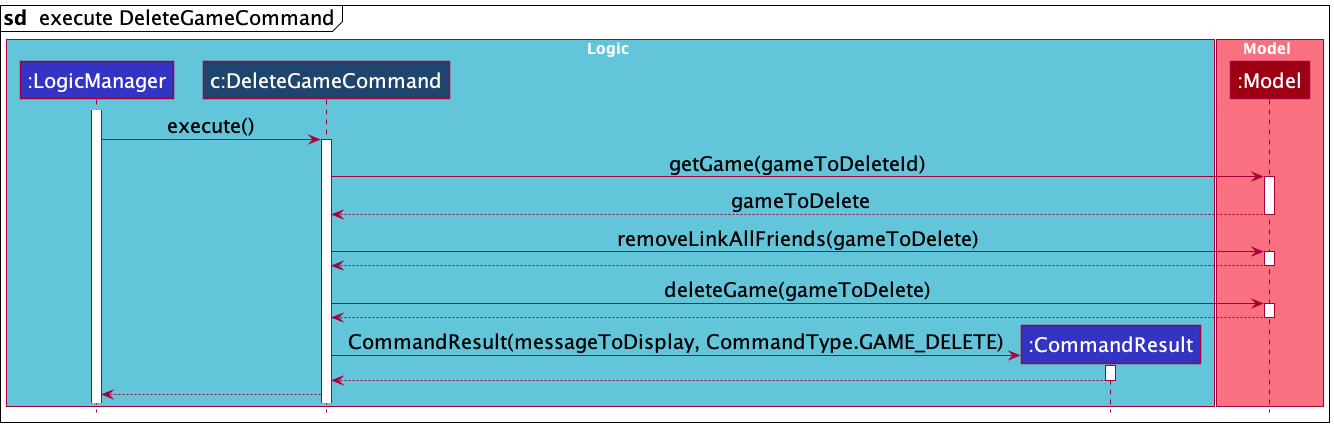 sd execute DeleteGameCommand
Logic
Model
:LogicManager
c:DeleteGameCommand
:Model
execute()
getGame(gameToDeleteId)
gameToDelete
removeLinkAllFriends(gameToDelete)
deleteGame(gameToDelete)
CommandResult(messageToDisplay, CommandType.GAME_DELETE)
:CommandResult